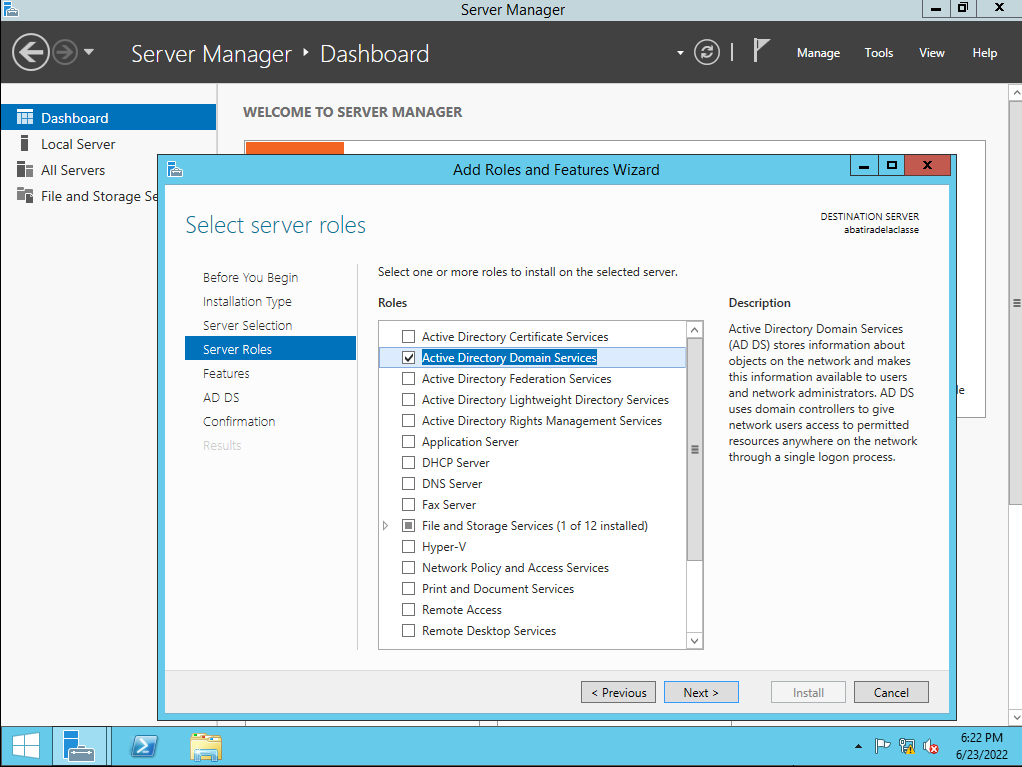 Server Manager
Server Manager Dashboard
Manage Tools View Help
Dashboard
Local Server
All Servers
File and Storage Se
WELCOME TO SERVER MANAGER
Add Roles and Features Wizard
Select server roles
DESTINATION SERVER
abatiradelaclasse
Before You Begin
Installation Type
Server Selection
Server Roles
Features
AD DS
Confirmation
Results
Select one or more roles to install on the selected server.
Roles
Active Directory Certificate Services
Active Directory Domain Services
Active Directory Federation Services
Active Directory Lightweight Directory Services
Active Directory Rights Management Services
Application Server
DHCP Server
DNS Server
Fax Server
File and Storage Services (1 of 12 installed)
Hyper-V
Network Policy and Access Services
Print and Document Services
Remote Access
Remote Desktop Services
Description
Active Directory Domain Services
(AD DS) stores information about
objects on the network and makes
this information available to users
and network administrators. AD DS
uses domain controllers to give
network users access to permitted
resources anywhere on the network
through a single logon process.
le
< Previous Next > Install Cancel
6:22 PM
6/23/2022